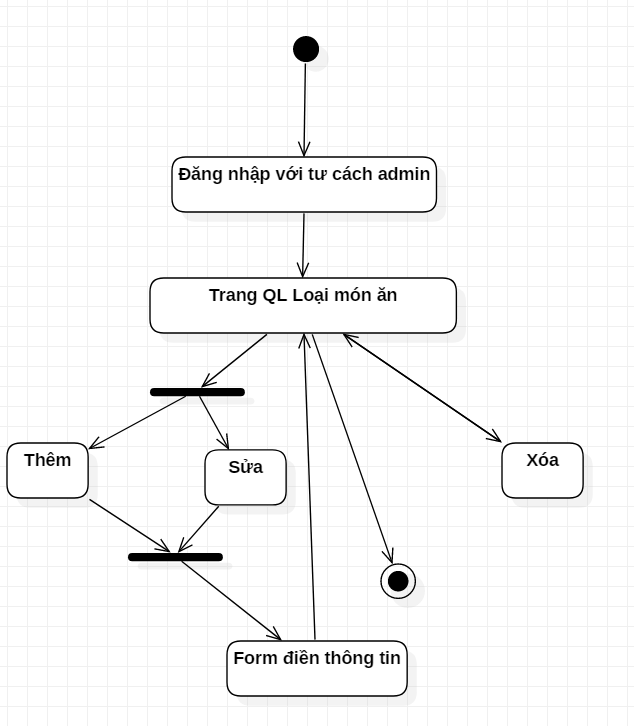 Đăng nhập với tư cách admin
Trang QL Loại món ăn
Thêm
Sửa
Xóa
Form điền thông tin